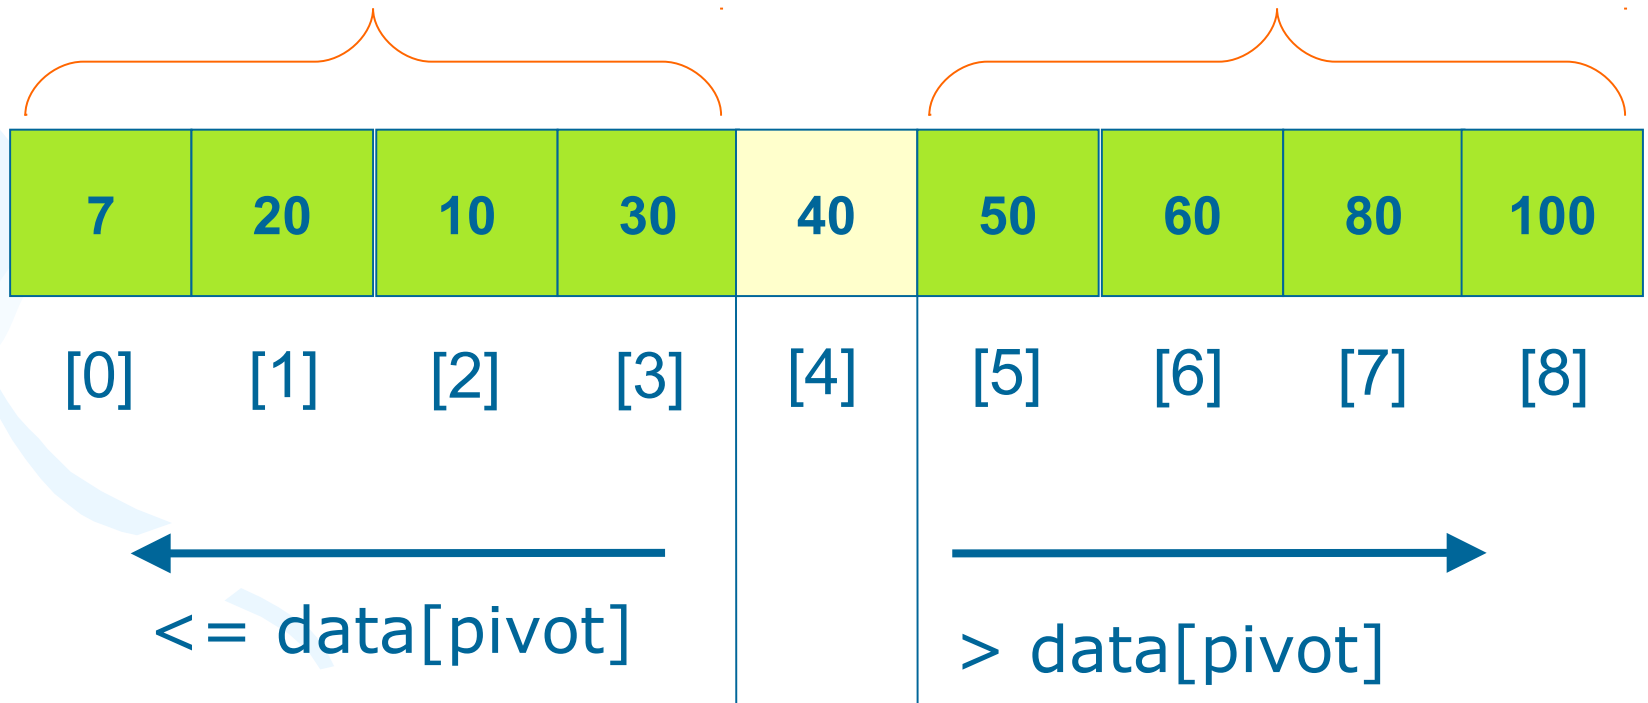 7 20 10 30 40 50 60 80 100
[0] [1] [2] [3] [4] [5] [6] [7] [8]
<= data[pivot]
> data[pivot]